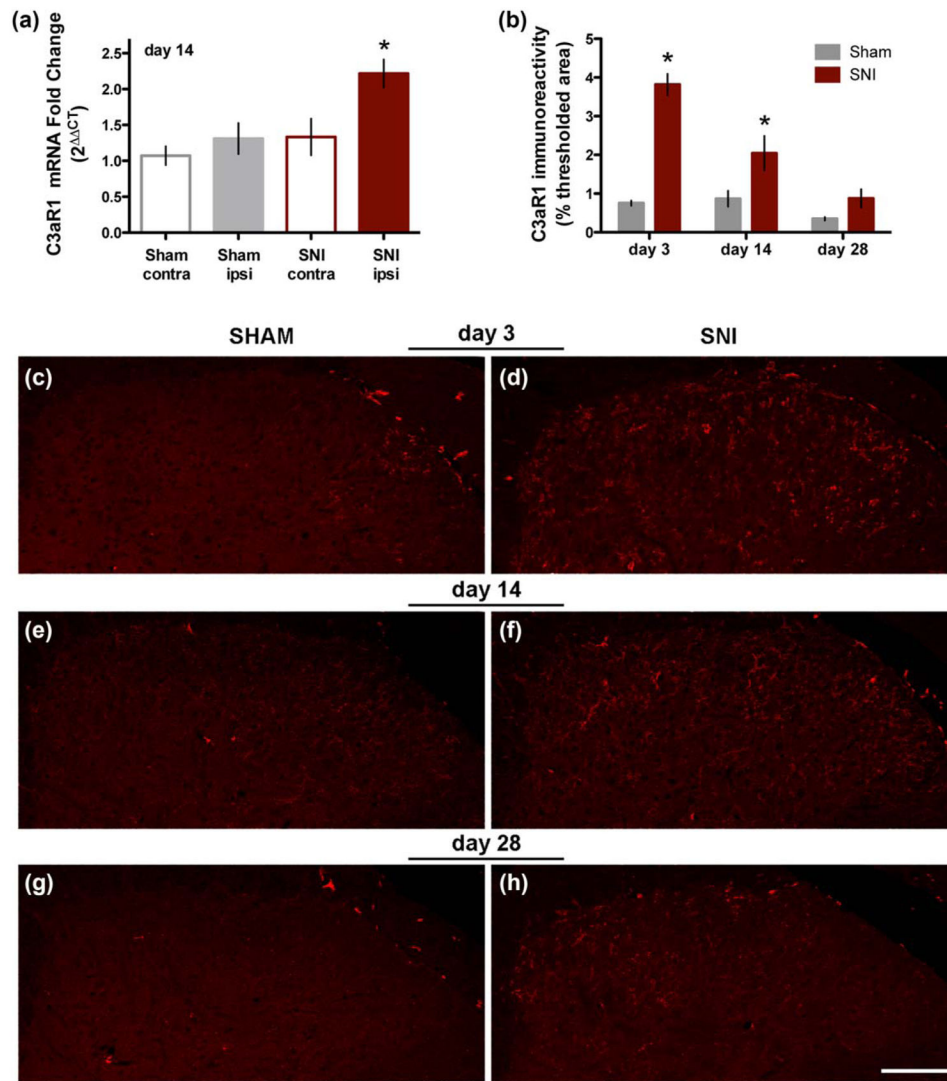 (a)
day 14
C3aR1 mRNA Fold Change
(2^ΔΔCT)
2.5
2.0
1.5
1.0
0.5
0.0
*
Sham contra
Sham ipsi
SNI contra
SNI ipsi
(b)
C3aR1 immunoreactivity
(% thresholded area)
5
4
3
2
1
0
*
*
Sham
SNI
day 3
day 14
day 28
SHAM
day 3
SNI
(c)
(d)
day 14
(e)
(f)
day 28
(g)
(h)